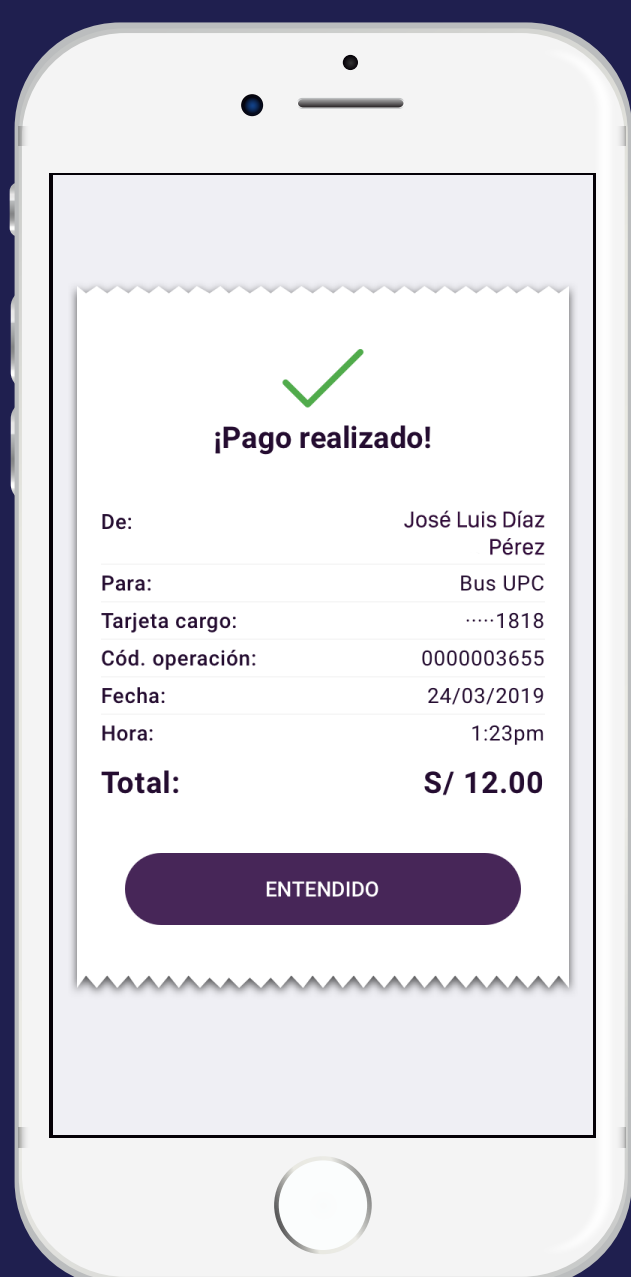 ¡Pago realizado!
De: José Luis Díaz
Pérez
Para: Bus UPC
Tarjeta cargo: ·····1818
Cód. operación: 0000003655
Fecha: 24/03/2019
Hora: 1:23pm
Total: S/ 12.00
ENTENDIDO